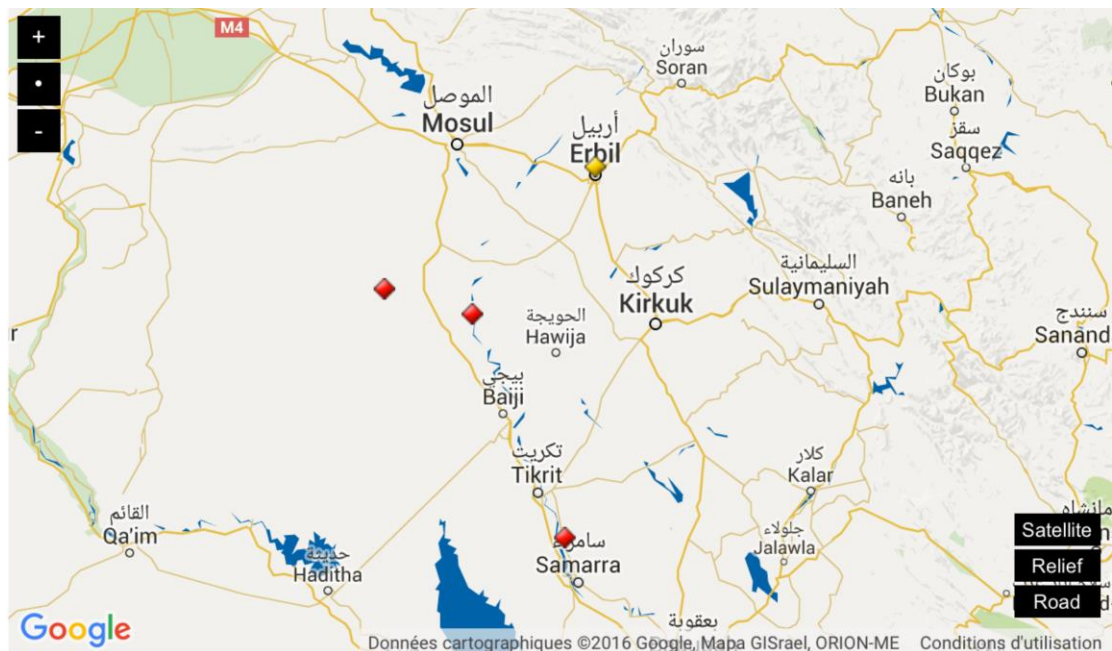 +
•
-
M4
سوران
Soran
بوكان
Bukan
الموصل
Mosul
أربيل
Erbil
سقز
Saqqez
بانه
Baneh
السليمانية
Sulaymaniyah
كركوك
Kirkuk
الحويجة
Hawija
سنندج
Sanand
r
بيجي
Baiji
تكريت
Tikrit
كلار
Kalar
القائم
Qa'im
حديثة
Haditha
Samarra
جلولاء
Jalawla
Satellite
Relief
Road
بعقوبة
Google
Données cartographiques ©2016 Google, Mapa GISrael, ORION-ME
Conditions d'utilisation